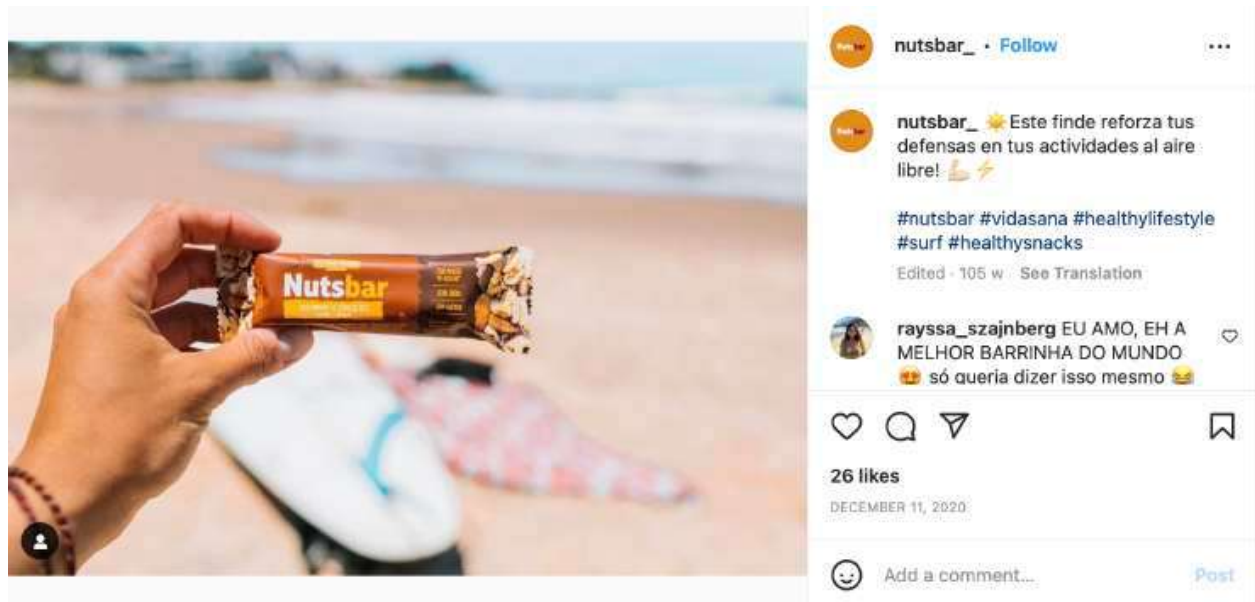 Nutsbar
nutsbar_ • Follow
nutsbar_ ☀️Este finde reforza tus
defensas en tus actividades al aire
libre! 💪🏻⚡
#nutsbar #vidasana #healthylifestyle
#surf #healthysnacks
Edited · 105 w See Translation
rayssa_szajnberg EU AMO, EH A
MELHOR BARRINHA DO MUNDO
😍 só queria dizer isso mesmo 😂
26 likes
DECEMBER 11, 2020
Add a comment...
Post